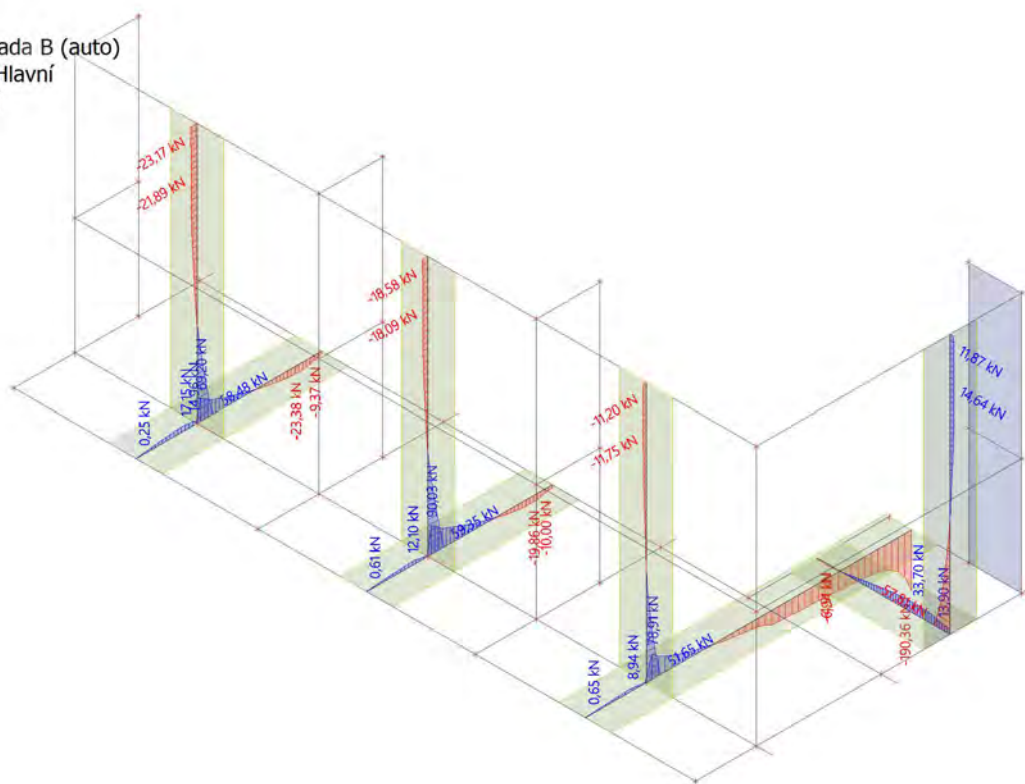 ada B (auto)
Hlavní
-23,17 kN
-21,89 kN
-18,58 kN
-18,09 kN
-11,20 kN
-11,75 kN
11,87 kN
14,64 kN
0,25 kN
17,15 kN
58,48 kN
-23,38 kN
-9,37 kN
0,61 kN
12,10 kN
90,03 kN
59,35 kN
-19,86 kN
-10,00 kN
0,65 kN
8,94 kN
78,91 kN
51,65 kN
33,70 kN
13,90 kN
-190,36 kN